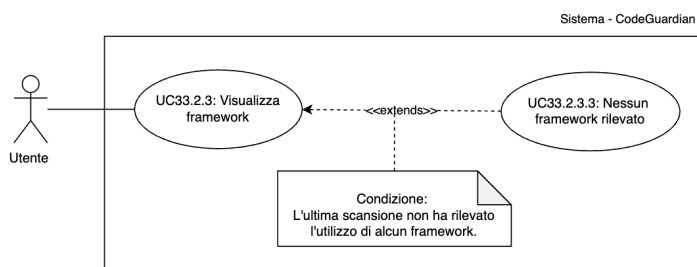 Sistema - CodeGuardian
UC33.2.3: Visualizza
framework
<<extends>>
UC33.2.3.3: Nessun
framework rilevato
Utente
Condizione:
L'ultima scansione non ha rilevato
l'utilizzo di alcun framework.